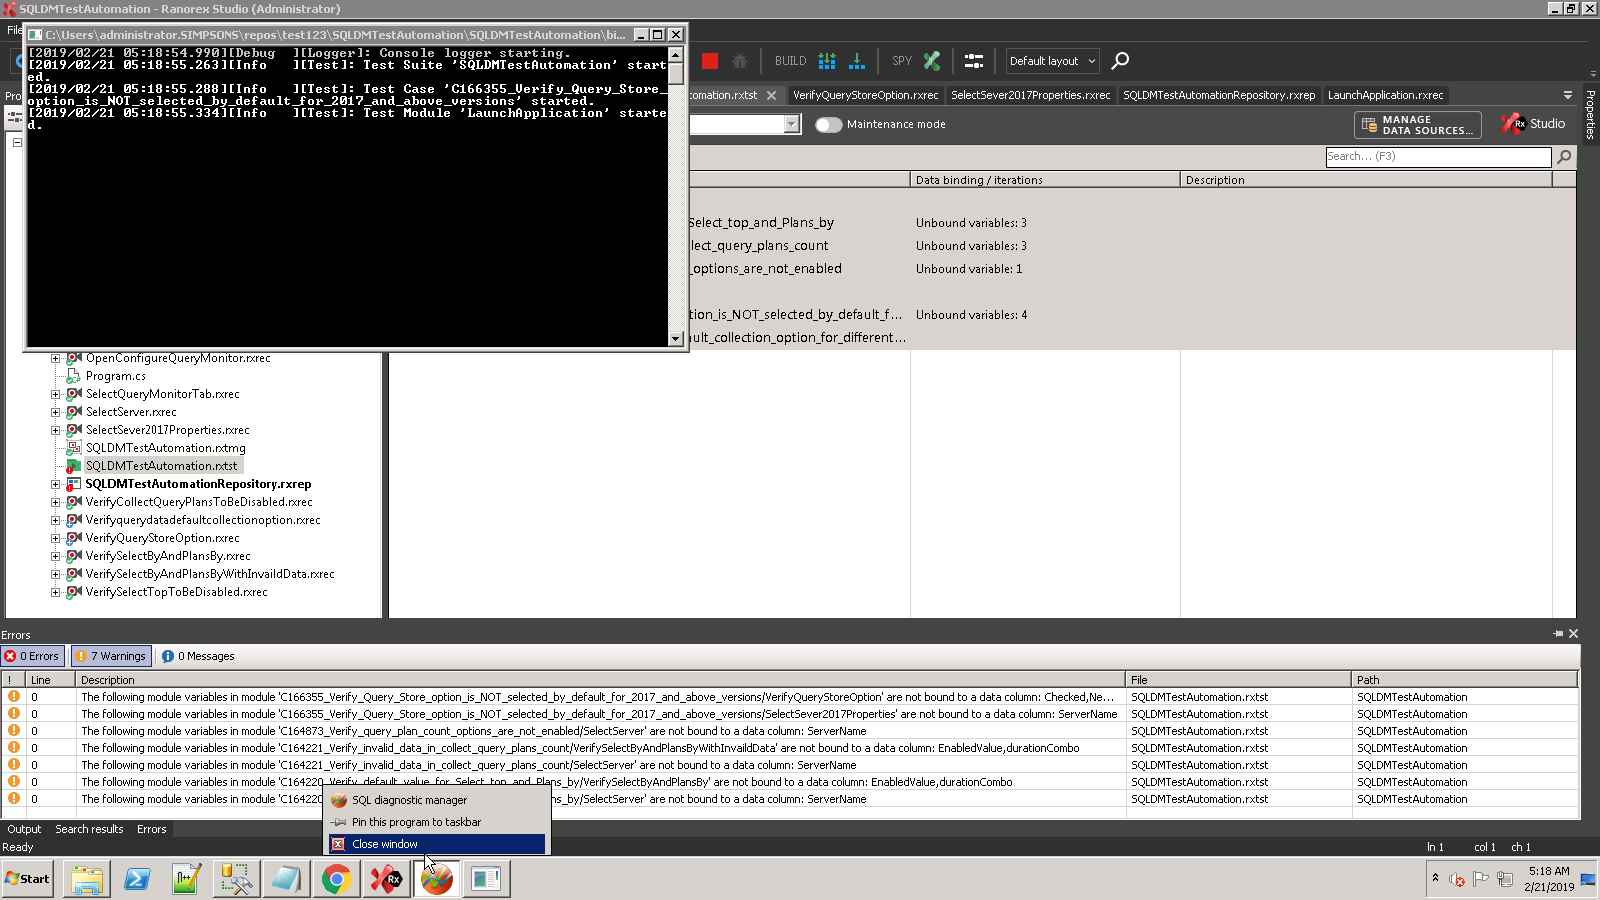 SQLDMTestAutomation - Ranorex Studio (Administrator)
File
C:\Users\administrator.SIMPSONS\repos\test123\SQLDMTestAutomation\SQLDMTestAutomation\bi...
[2019/02/21 05:18:54.990][Debug   ][Logger]: Console logger starting.
[2019/02/21 05:18:55.263][Info    ][Test]: Test Suite 'SQLDMTestAutomation' start
ed.
[2019/02/21 05:18:55.288][Info    ][Test]: Test Case 'C166355_Verify_Query_Store_
option_is_NOT_selected_by_default_for_2017_and_above_versions' started.
[2019/02/21 05:18:55.334][Info    ][Test]: Test Module 'LaunchApplication' starte
d.
BUILD
SPY
Default layout
Pro
omation.rxtst
VerifyQueryStoreOption.rxrec
SelectSever2017Properties.rxrec
SQLDMTestAutomationRepository.rxrep
LaunchApplication.rxrec
Properties
Maintenance mode
MANAGE
DATA SOURCES...
Rx Studio
Search... (F3)
Data binding / iterations
Description
Select_top_and_Plans_by
Unbound variables: 3
lect_query_plans_count
Unbound variables: 3
_options_are_not_enabled
Unbound variable: 1
tion_is_NOT_selected_by_default_f...
Unbound variables: 4
ault_collection_option_for_different...
OpenConfigureQueryMonitor.rxrec
Program.cs
SelectQueryMonitorTab.rxrec
SelectServer.rxrec
SelectSever2017Properties.rxrec
SQLDMTestAutomation.rxtmg
SQLDMTestAutomation.rxtst
SQLDMTestAutomationRepository.rxrep
VerifyCollectQueryPlansToBeDisabled.rxrec
Verifyquerydatadefaultcollectionoption.rxrec
VerifyQueryStoreOption.rxrec
VerifySelectByAndPlansBy.rxrec
VerifySelectByAndPlansByWithInvaildData.rxrec
VerifySelectTopToBeDisabled.rxrec
Errors
0 Errors
7 Warnings
0 Messages
! Line Description File Path
0 The following module variables in module 'C166355_Verify_Query_Store_option_is_NOT_selected_by_default_for_2017_and_above_versions/VerifyQueryStoreOption' are not bound to a data column: Checked,Ne... SQLDMTestAutomation.rxtst SQLDMTestAutomation
0 The following module variables in module 'C166355_Verify_Query_Store_option_is_NOT_selected_by_default_for_2017_and_above_versions/SelectSever2017Properties' are not bound to a data column: ServerName SQLDMTestAutomation.rxtst SQLDMTestAutomation
0 The following module variables in module 'C164873_Verify_query_plan_count_options_are_not_enabled/SelectServer' are not bound to a data column: ServerName SQLDMTestAutomation.rxtst SQLDMTestAutomation
0 The following module variables in module 'C164221_Verify_invalid_data_in_collect_query_plans_count/VerifySelectByAndPlansByWithInvaildData' are not bound to a data column: EnabledValue,durationCombo SQLDMTestAutomation.rxtst SQLDMTestAutomation
0 The following module variables in module 'C164221_Verify_invalid_data_in_collect_query_plans_count/SelectServer' are not bound to a data column: ServerName SQLDMTestAutomation.rxtst SQLDMTestAutomation
0 The following module variables in module 'C164220_Verify_default_value_for_Select_top_and_Plans_by/VerifySelectByAndPlansBy' are not bound to a data column: EnabledValue,durationCombo SQLDMTestAutomation.rxtst SQLDMTestAutomation
0 The following module variables in module 'C164220 ns_by/SelectServer' are not bound to a data column: ServerName SQLDMTestAutomation.rxtst SQLDMTestAutomation
SQL diagnostic manager
Pin this program to taskbar
Close window
Output Search results Errors
Ready
ln 1 col 1 ch 1
Start
Rx
5:18 AM
2/21/2019